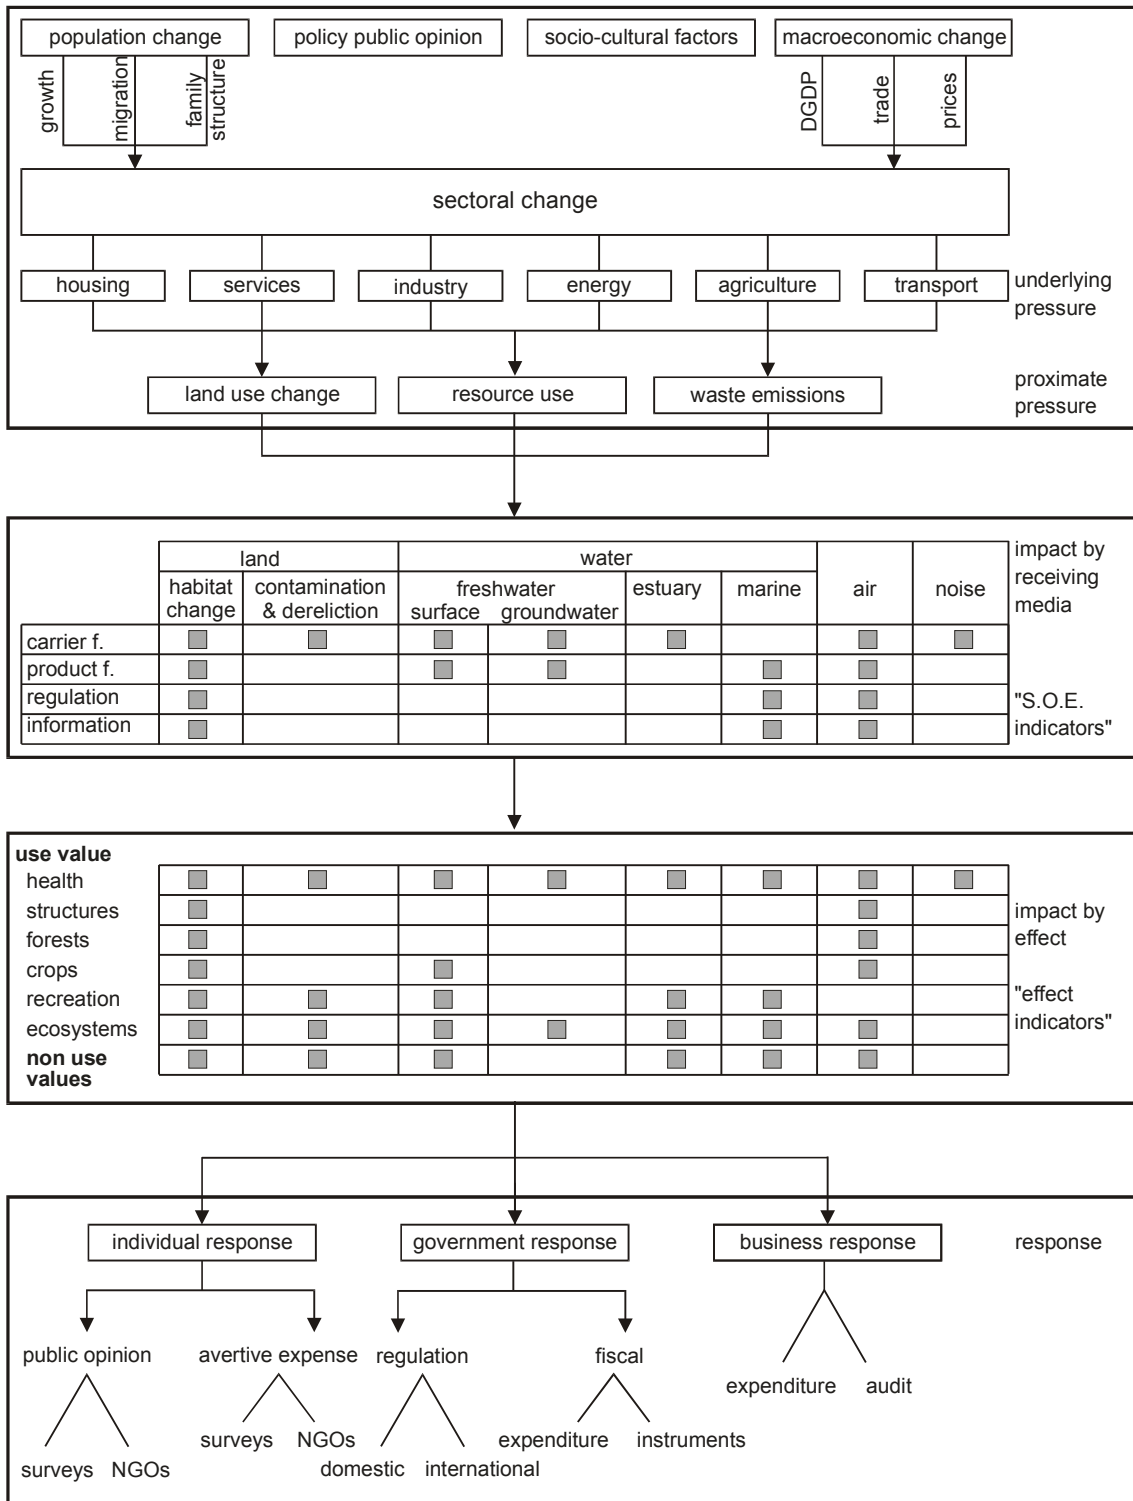 population change
policy public opinion
socio-cultural factors
macroeconomic change
growth
migration
family
structure
DGDP
trade
prices
sectoral change
housing
services
industry
energy
agriculture
transport
underlying
pressure
land use change
resource use
waste emissions
proximate
pressure
land
water
impact by
receiving
media
habitat
change
contamination
& dereliction
freshwater
surface groundwater
estuary
marine
air
noise
carrier f.
product f.
regulation
information
"S.O.E.
indicators"
use value
health
structures
forests
crops
recreation
ecosystems
non use
values
impact by
effect
"effect
indicators"
individual response
government response
business response
response
public opinion
avertive expense
regulation
fiscal
expenditure
audit
surveys
NGOs
expenditure
instruments
surveys
NGOs
domestic
international